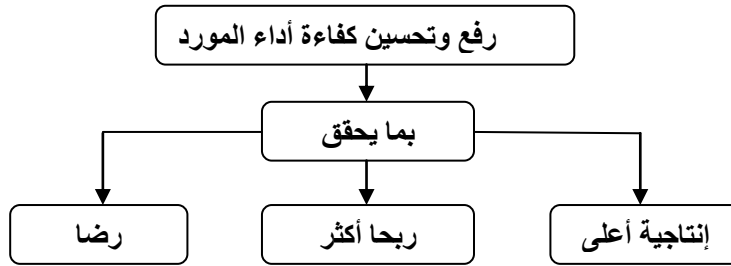 رفع وتحسين كفاءة أداء المورد
بما يحقق
إنتاجية أعلى
ربحا أكثر
رضا